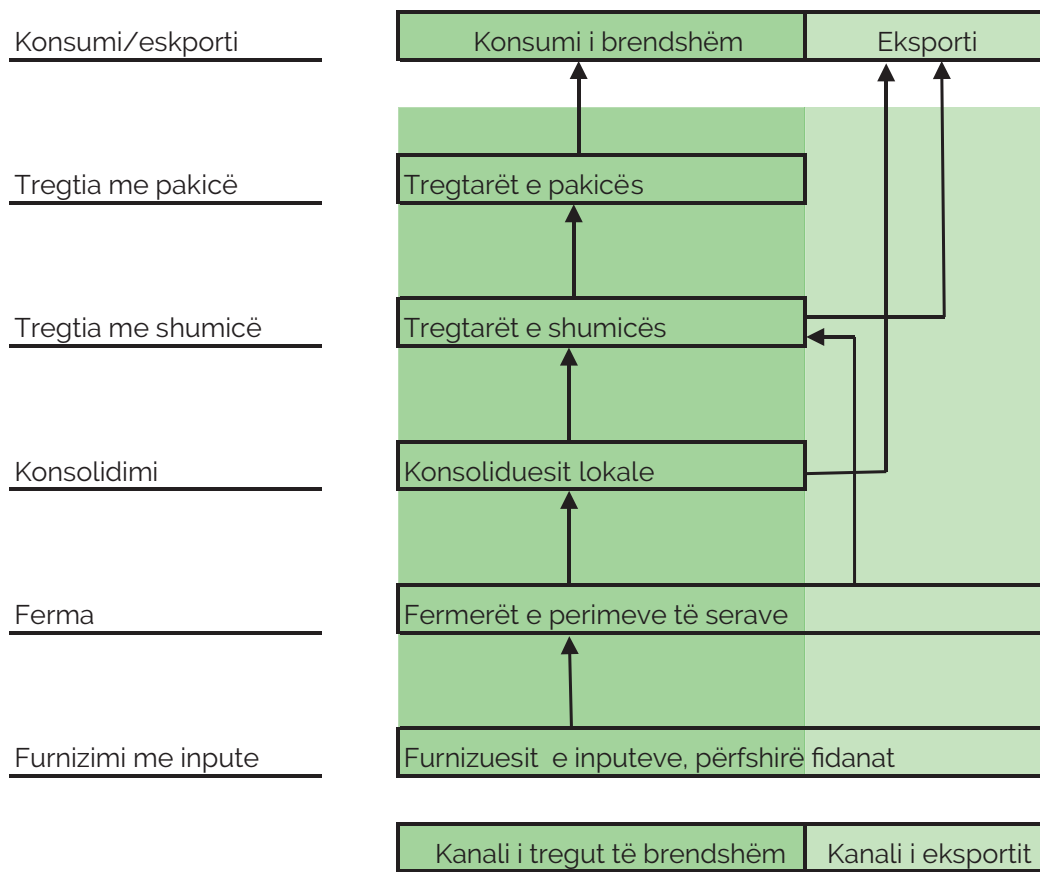 Konsumi/eskporti
Konsumi i brendshëm
Eksporti
Tregtia me pakicë
Tregtarët e pakicës
Tregtia me shumicë
Tregtarët e shumicës
Konsolidimi
Konsoliduesit lokale
Ferma
Fermerët e perimeve të serave
Furnizimi me inpute
Furnizuesit e inputeve, përfshirë fidanat
Kanali i tregut të brendshëm
Kanali i eksportit